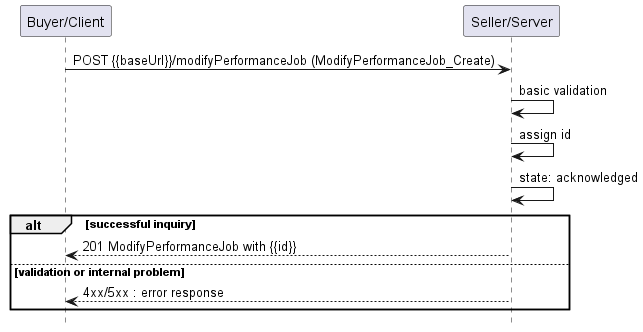 Buyer/Client
Seller/Server
POST {{baseUrl}}/modifyPerformanceJob (ModifyPerformanceJob_Create)
basic validation
assign id
state: acknowledged
alt [successful inquiry]
201 ModifyPerformanceJob with {{id}}
[validation or internal problem]
4xx/5xx : error response